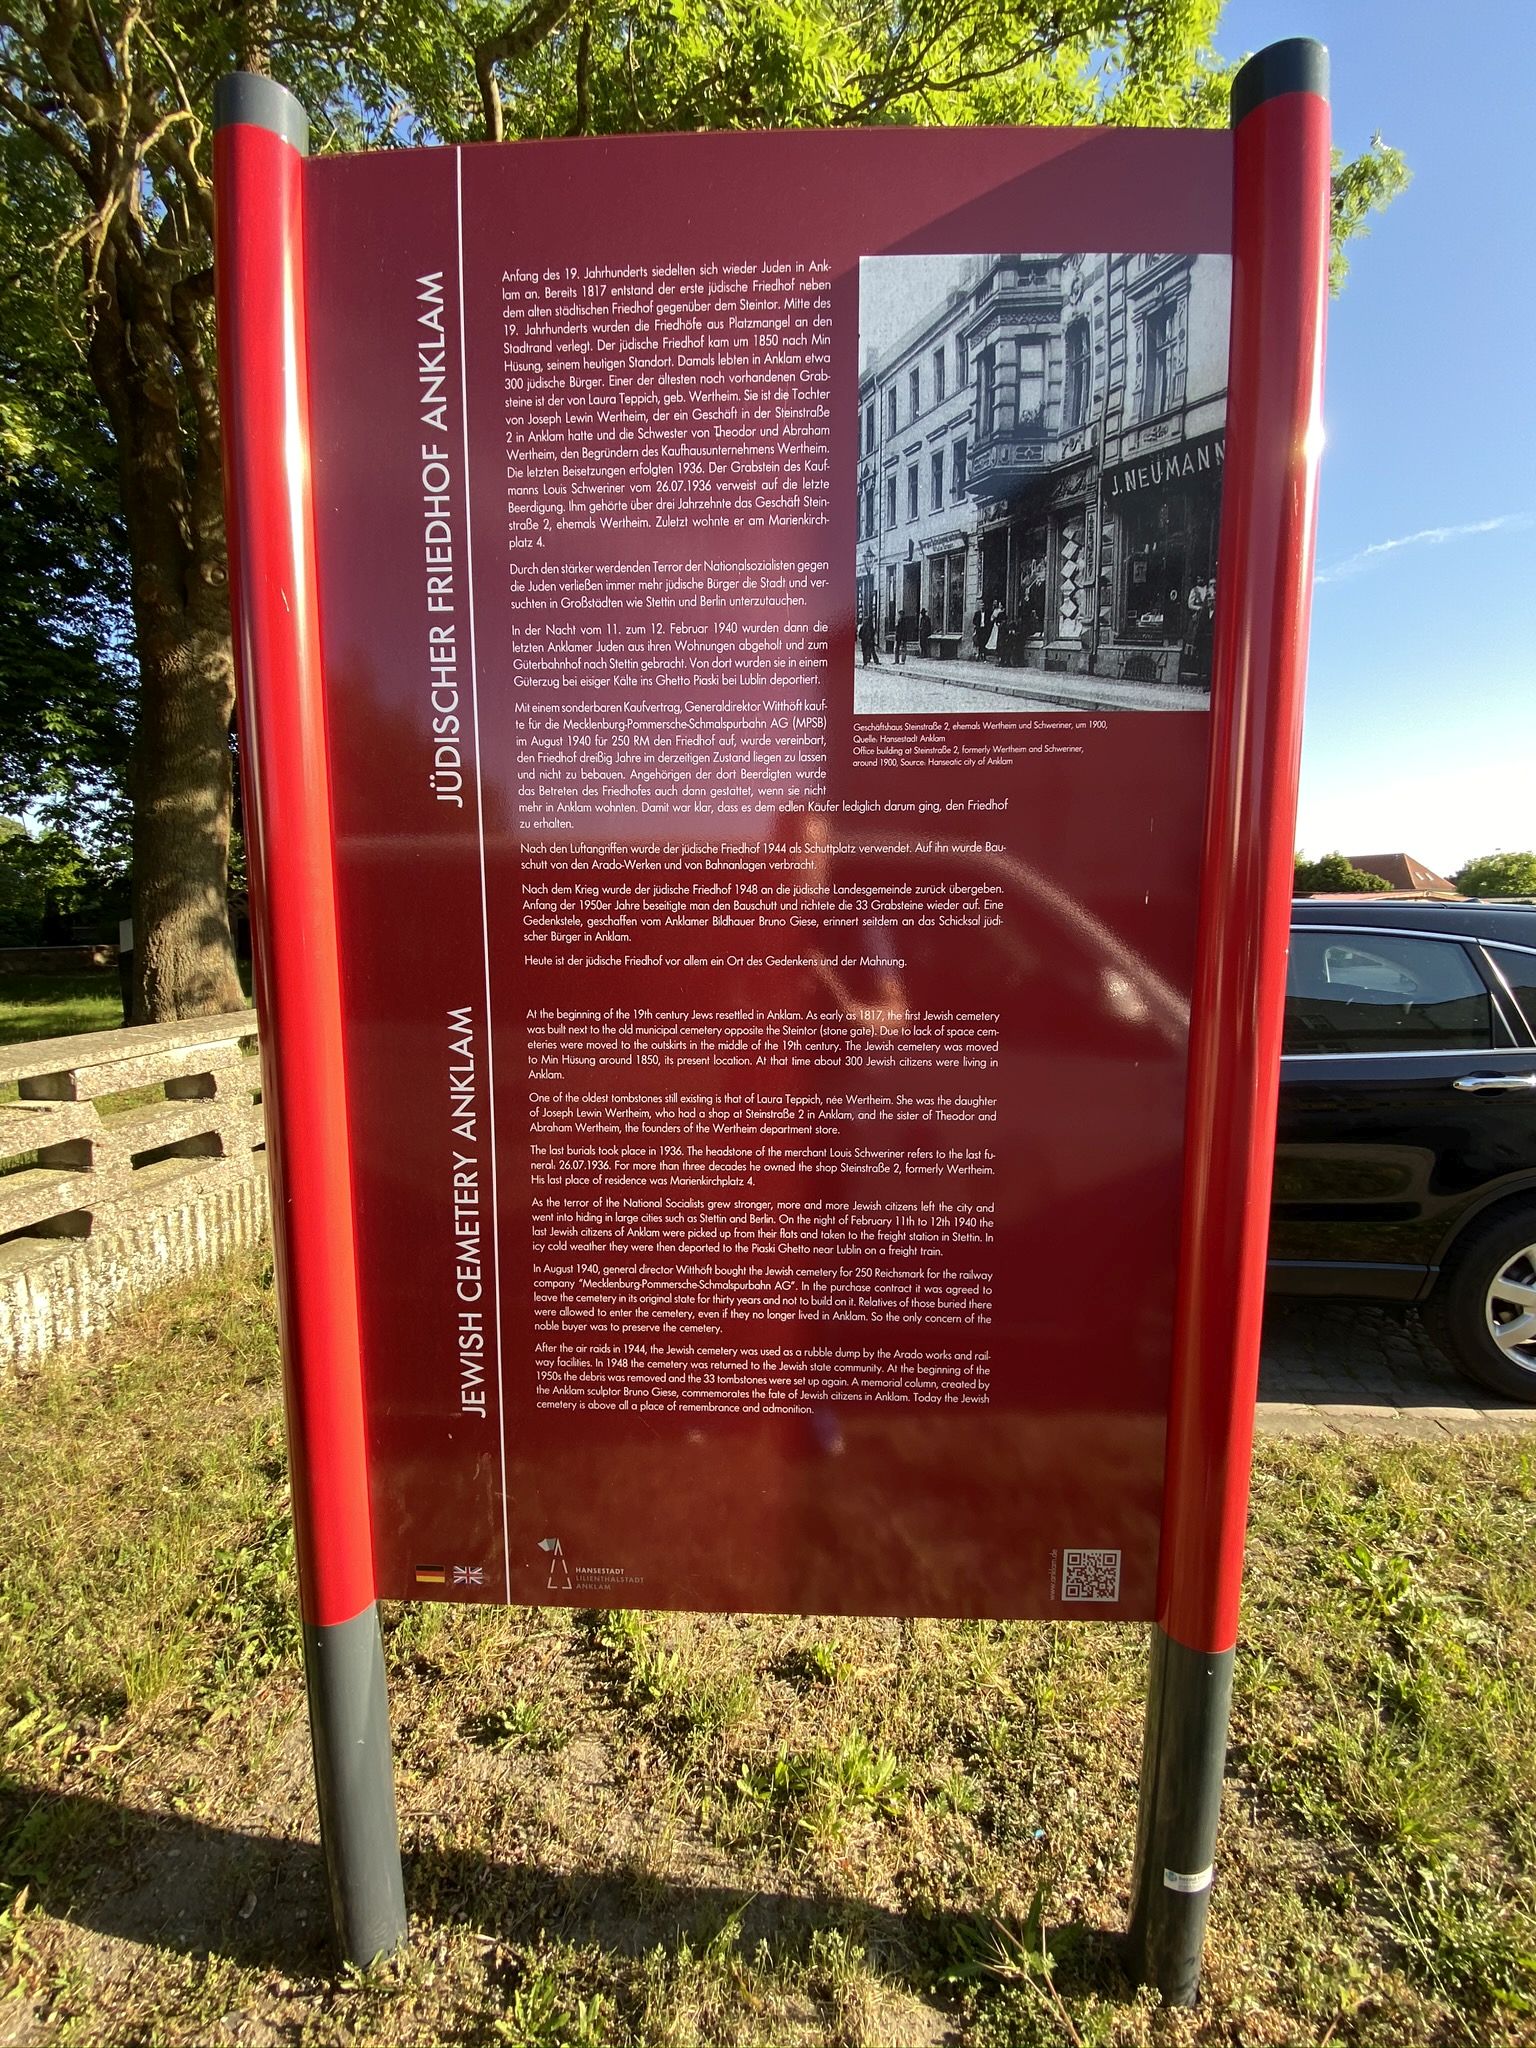 JÜDISCHER FRIEDHOF ANKLAM
Anfang des 19. Jahrhunderts siedelten sich wieder Juden in Ank-
lam an. Bereits 1817 entstand der erste jüdische Friedhof neben
dem alten städtischen Friedhof gegenüber dem Steintor. Mitte des
19. Jahrhunderts wurden die Friedhöfe aus Platzmangel an den
Stadtrand verlegt. Der jüdische Friedhof kam um 1850 nach Min
Hüsung, seinem heutigen Standort. Damals lebten in Anklam etwa
300 jüdische Bürger. Einer der ältesten noch vorhandenen Grab-
steine ist der von Laura Teppich, geb. Wertheim. Sie ist die Tochter
von Joseph Lewin Wertheim, der ein Geschäft in der Steinstraße
2 in Anklam hatte und die Schwester von Theodor und Abraham
Wertheim, den Begründern des Kaufhausunternehmens Wertheim.
Die letzten Beisetzungen erfolgten 1936. Der Grabstein des Kauf-
manns Louis Schweriner vom 26.07.1936 verweist auf die letzte
Beerdigung. Ihm gehörte über drei Jahrzehnte das Geschäft Stein-
straße 2, ehemals Wertheim. Zuletzt wohnte er am Marienkirch-
platz 4.
Durch den stärker werdenden Terror der Nationalsozialisten gegen
die Juden verließen immer mehr jüdische Bürger die Stadt und ver-
suchten in Großstädten wie Stettin und Berlin unterzutauchen.
In der Nacht vom 11. zum 12. Februar 1940 wurden dann die
letzten Anklamer Juden aus ihren Wohnungen abgeholt und zum
Güterbahnhof nach Stettin gebracht. Von dort wurden sie in einem
Güterzug bei eisiger Kälte ins Ghetto Piaski bei Lublin deportiert.
Mit einem sonderbaren Kaufvertrag, Generaldirektor Witthöft kauf-
te für die Mecklenburg-Pommersche-Schmalspurbahn AG (MPSB)
im August 1940 für 250 RM den Friedhof auf, wurde vereinbart,
den Friedhof dreißig Jahre im derzeitigen Zustand liegen zu lassen
und nicht zu bebauen. Angehörigen der dort Beerdigten wurde
das Betreten des Friedhofes auch dann gestattet, wenn sie nicht
mehr in Anklam wohnten. Damit war klar, dass es dem edlen Käufer lediglich darum ging, den Friedhof
zu erhalten.
Nach den Luftangriffen wurde der jüdische Friedhof 1944 als Schuttplatz verwendet. Auf ihn wurde Bau-
schutt von den Arado-Werken und von Bahnanlagen verbracht.
Nach dem Krieg wurde der jüdische Friedhof 1948 an die jüdische Landesgemeinde zurück übergeben.
Anfang der 1950er Jahre beseitigte man den Bauschutt und richtete die 33 Grabsteine wieder auf. Eine
Gedenkstele, geschaffen vom Anklamer Bildhauer Bruno Giese, erinnert seitdem an das Schicksal jüdi-
scher Bürger in Anklam.
Heute ist der jüdische Friedhof vor allem ein Ort des Gedenkens und der Mahnung.
J. NEUMANN
Geschäftshaus Steinstraße 2, ehemals Wertheim und Schweriner, um 1900,
Quelle: Hansestadt Anklam
Office building at Steinstraße 2, formerly Wertheim and Schweriner,
around 1900, Source: Hanseatic city of Anklam
JEWISH CEMETERY ANKLAM
At the beginning of the 19th century Jews resettled in Anklam. As early as 1817, the first Jewish cemetery
was built next to the old municipal cemetery opposite the Steintor (stone gate). Due to lack of space cem-
eteries were moved to the outskirts in the middle of the 19th century. The Jewish cemetery was moved
to Min Hüsung around 1850, its present location. At that time about 300 Jewish citizens were living in
Anklam.
One of the oldest tombstones still existing is that of Laura Teppich, née Wertheim. She was the daughter
of Joseph Lewin Wertheim, who had a shop at Steinstraße 2 in Anklam, and the sister of Theodor and
Abraham Wertheim, the founders of the Wertheim department store.
The last burials took place in 1936. The headstone of the merchant Louis Schweriner refers to the last fu-
neral: 26.07.1936. For more than three decades he owned the shop Steinstraße 2, formerly Wertheim.
His last place of residence was Marienkirchplatz 4.
As the terror of the National Socialists grew stronger, more and more Jewish citizens left the city and
went into hiding in large cities such as Stettin and Berlin. On the night of February 11th to 12th 1940 the
last Jewish citizens of Anklam were picked up from their flats and taken to the freight station in Stettin. In
icy cold weather they were then deported to the Piaski Ghetto near Lublin on a freight train.
In August 1940, general director Witthöft bought the Jewish cemetery for 250 Reichsmark for the railway
company "Mecklenburg-Pommersche-Schmalspurbahn AG". In the purchase contract it was agreed to
leave the cemetery in its original state for thirty years and not to build on it. Relatives of those buried there
were allowed to enter the cemetery, even if they no longer lived in Anklam. So the only concern of the
noble buyer was to preserve the cemetery.
After the air raids in 1944, the Jewish cemetery was used as a rubble dump by the Arado works and rail-
way facilities. In 1948 the cemetery was returned to the Jewish state community. At the beginning of the
1950s the debris was removed and the 33 tombstones were set up again. A memorial column, created by
the Anklam sculptor Bruno Giese, commemorates the fate of Jewish citizens in Anklam. Today the Jewish
cemetery is above all a place of remembrance and admonition.
HANSESTADT
LILIENTHALSTADT
ANKLAM
www.anklam.de